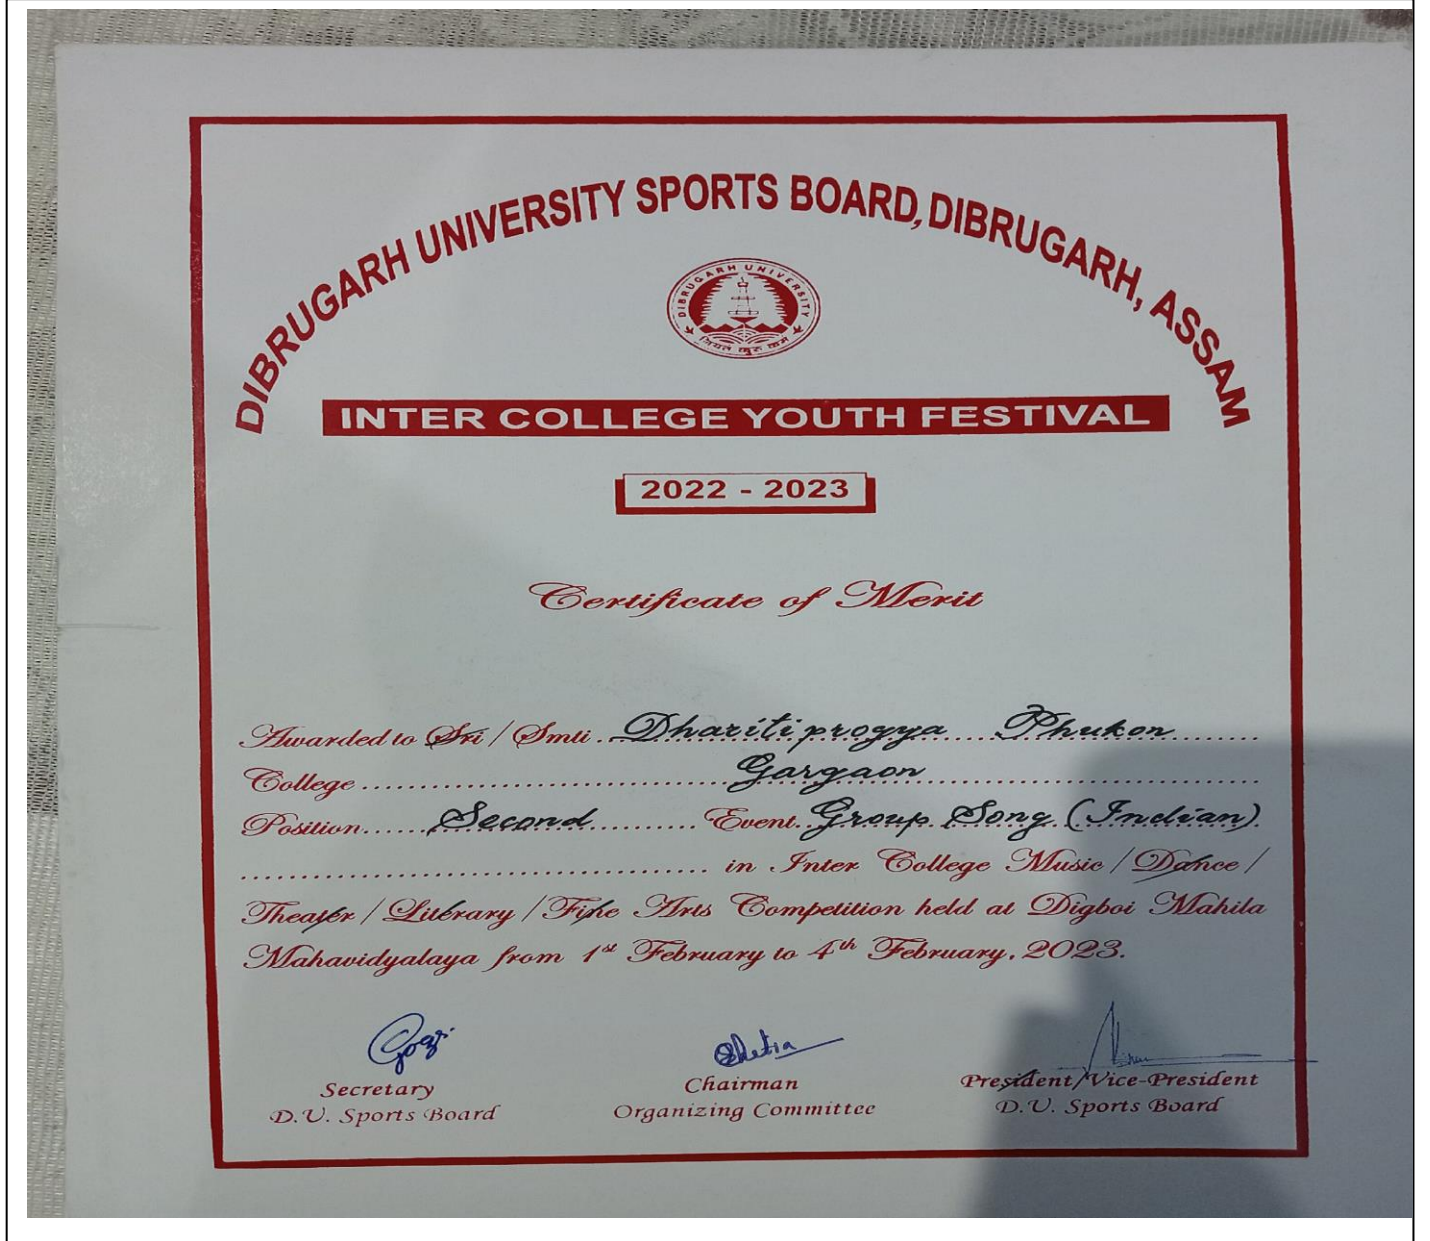 DIBRUGARH UNIVERSITY SPORTS BOARD, DIBRUGARH, ASSAM
DIBRUGARH UNIVERSITY
INTER COLLEGE YOUTH FESTIVAL
2022 - 2023
Certificate of Merit
Awarded to Sri / Smti Dharitiprogya Phukon
College Gargaon
Position Second Event Group Song (Indian)
in Inter College Music / Dance /
Theater / Literary / Fine Arts Competition held at Digboi Mahila
Mahavidyalaya from 1st February to 4th February, 2023.
Secretary Chairman President/Vice-President
D.U. Sports Board Organizing Committee D.U. Sports Board